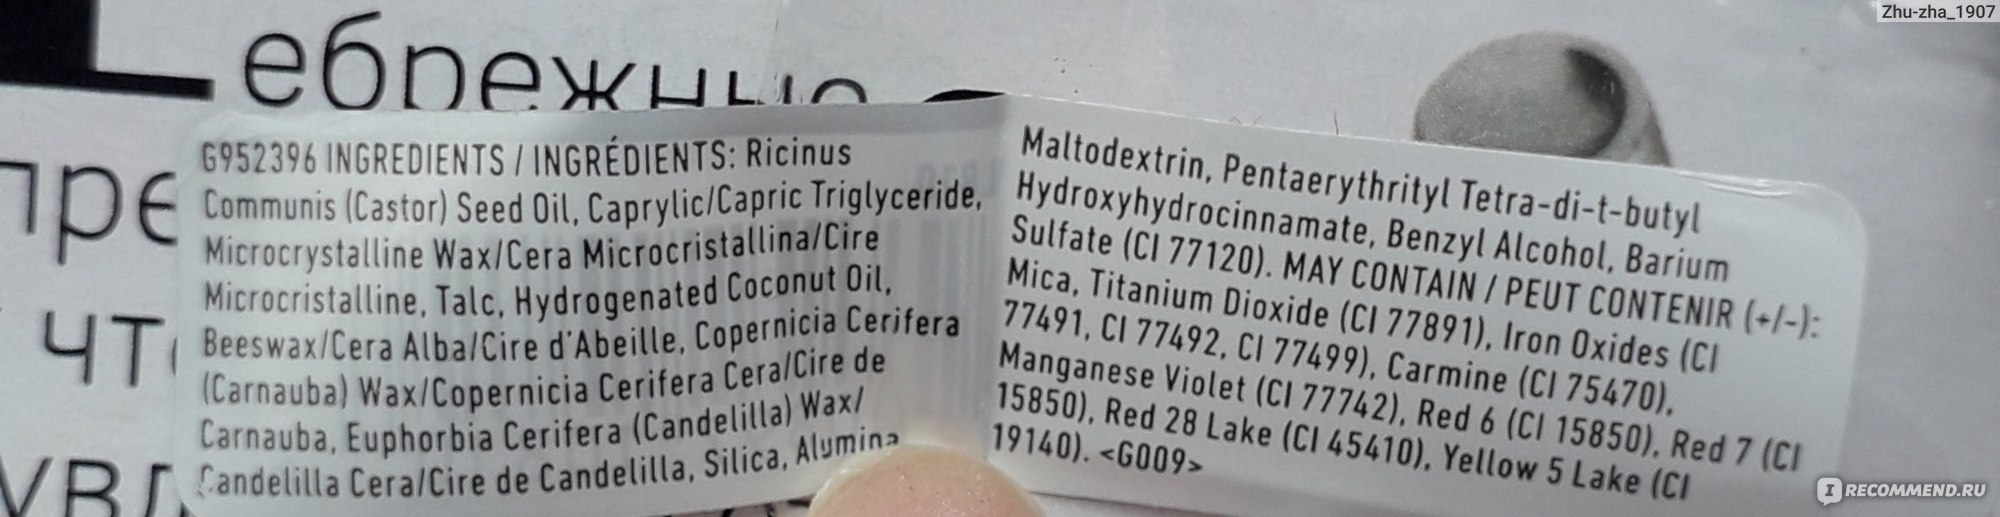 Zhu-zha_1907
ебрежны
пре
чт
G952396 INGREDIENTS / INGRÉDIENTS: Ricinus
Communis (Castor) Seed Oil, Caprylic/Capric Triglyceride,
Microcrystalline Wax/Cera Microcristallina/Cire
Microcristalline, Talc, Hydrogenated Coconut Oil,
Beeswax/Cera Alba/Cire d'Abeille, Copernicia Cerifera
(Carnauba) Wax/Copernicia Cerifera Cera/Cire de
Carnauba, Euphorbia Cerifera (Candelilla) Wax/
Candelilla Cera/Cire de Candelilla, Silica, Alumina
Maltodextrin, Pentaerythrityl Tetra-di-t-butyl
Hydroxyhydrocinnamate, Benzyl Alcohol, Barium
Sulfate (CI 77120). MAY CONTAIN / PEUT CONTENIR (+/-):
Mica, Titanium Dioxide (CI 77891), Iron Oxides (CI
77491, CI 77492, CI 77499), Carmine (CI 75470),
Manganese Violet (CI 77742), Red 6 (CI 15850), Red 7 (CI
15850), Red 28 Lake (CI 45410), Yellow 5 Lake (CI
19140). <G009>
I RECOMMEND.RU